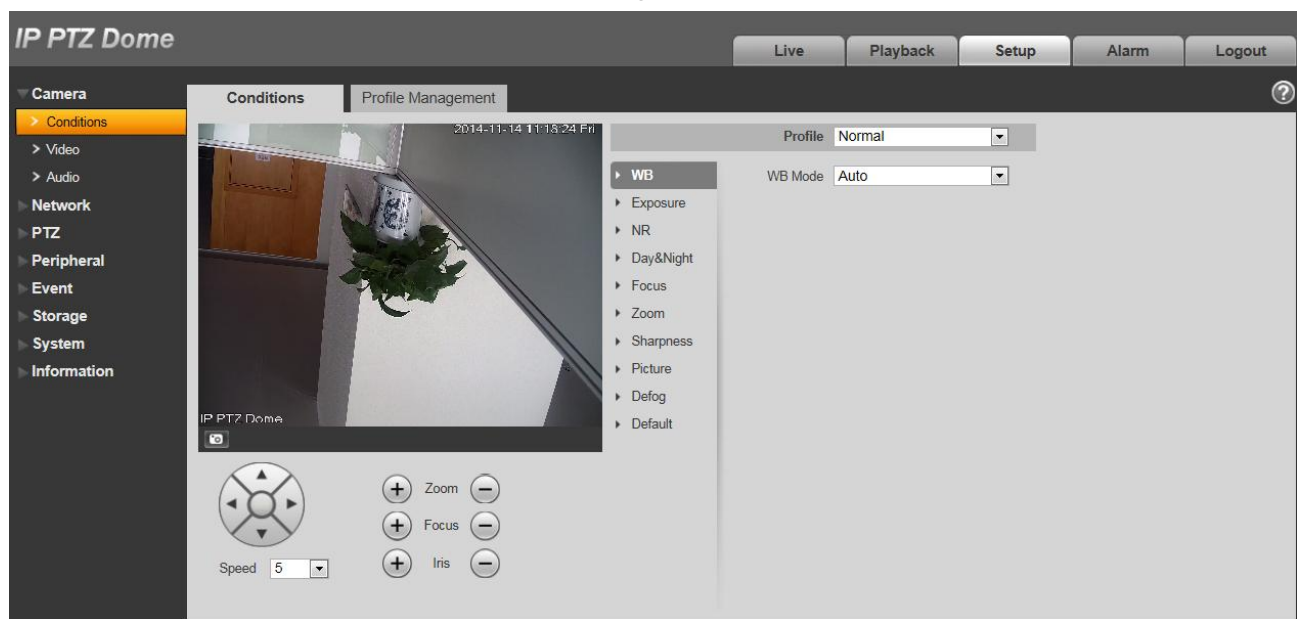 IP PTZ Dome
Live Playback Setup Alarm Logout
Camera
Conditions
Video
Audio
Network
PTZ
Peripheral
Event
Storage
System
Information
Conditions Profile Management
?
2014-11-14 11:18:24 Fri
IP PTZ Dome
Profile Normal
WB
Exposure
NR
Day&Night
Focus
Zoom
Sharpness
Picture
Defog
Default
WB Mode Auto
+ Zoom −
+ Focus −
+ Iris −
Speed 5